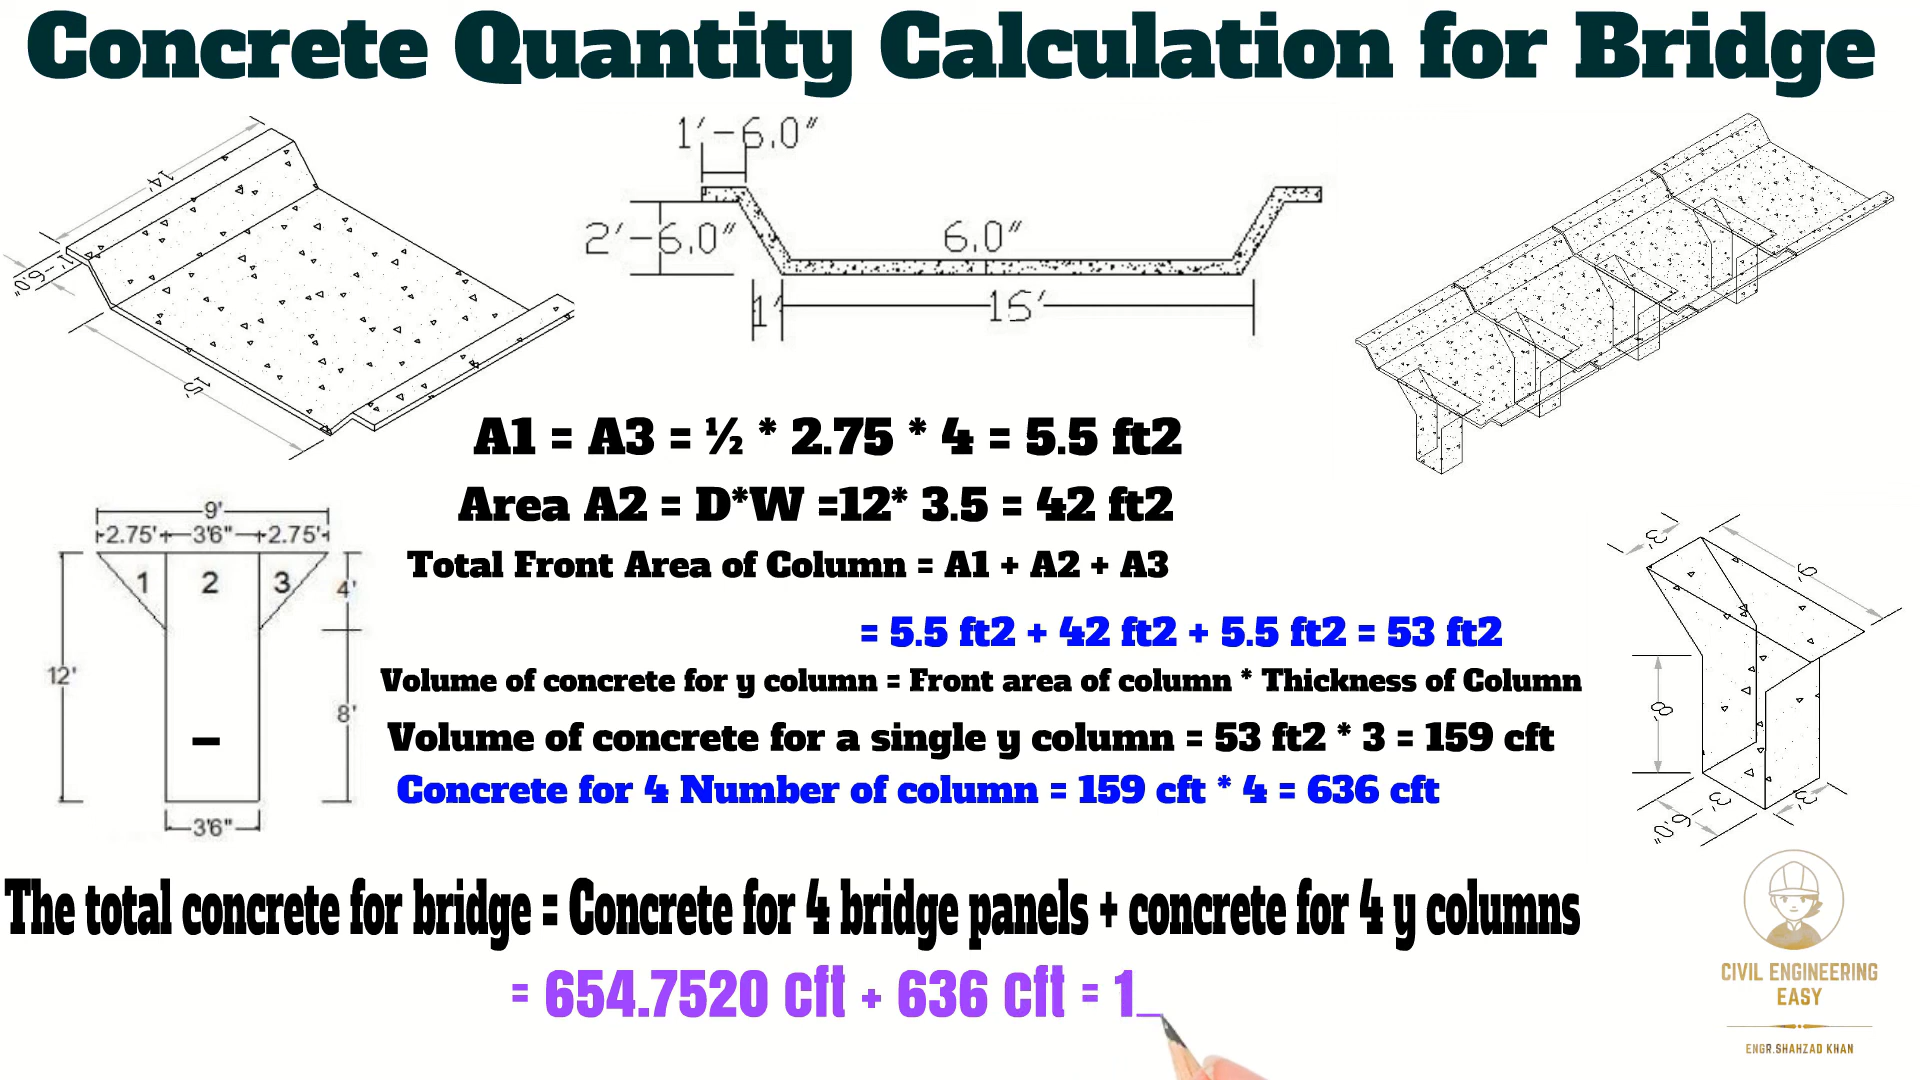 Concrete Quantity Calculation for Bridge
14'
1'-6.0"
15'
1'-6.0"
2'-6.0"
6.0"
1'
15'
A1 = A3 = ½ * 2.75 * 4 = 5.5 ft2
Area A2 = D*W =12* 3.5 = 42 ft2
Total Front Area of Column = A1 + A2 + A3
= 5.5 ft2 + 42 ft2 + 5.5 ft2 = 53 ft2
Volume of concrete for y column = Front area of column * Thickness of Column
Volume of concrete for a single y column = 53 ft2 * 3 = 159 cft
Concrete for 4 Number of column = 159 cft * 4 = 636 cft
9'
2.75' 3'6" 2.75'
1 2 3
4'
12'
8'
3'6"
3'
9'
8'
3'-6.0"
3'
The total concrete for bridge = Concrete for 4 bridge panels + concrete for 4 y columns
= 654.7520 Cft + 636 Cft = 1
CIVIL ENGINEERING
EASY
ENGR.SHAHZAD KHAN